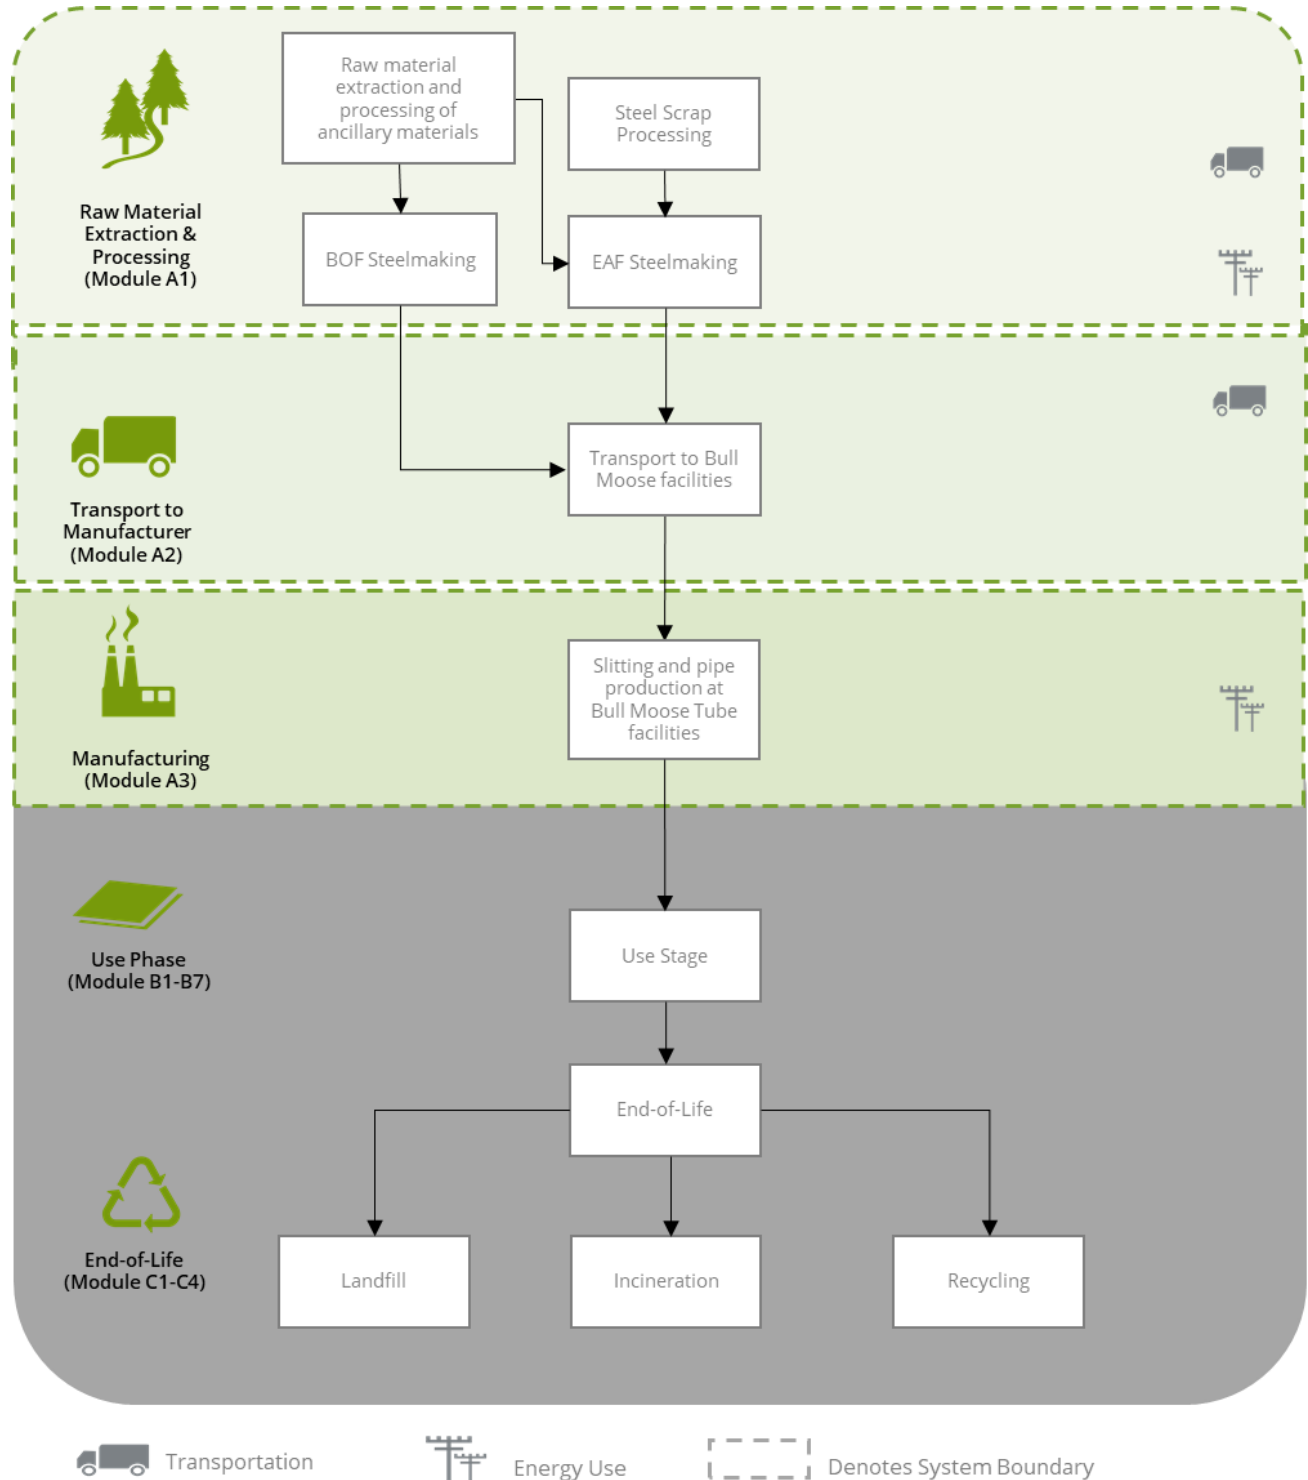 Raw material
extraction and
processing of
ancillary materials
Steel Scrap
Processing
Raw Material
Extraction &
Processing
(Module A1)
BOF Steelmaking
EAF Steelmaking
Transport to
Manufacturer
(Module A2)
Transport to Bull
Moose facilities
Manufacturing
(Module A3)
Slitting and pipe
production at
Bull Moose Tube
facilities
Use Phase
(Module B1-B7)
Use Stage
End-of-Life
End-of-Life
(Module C1-C4)
Landfill
Incineration
Recycling
Transportation
Energy Use
Denotes System Boundary